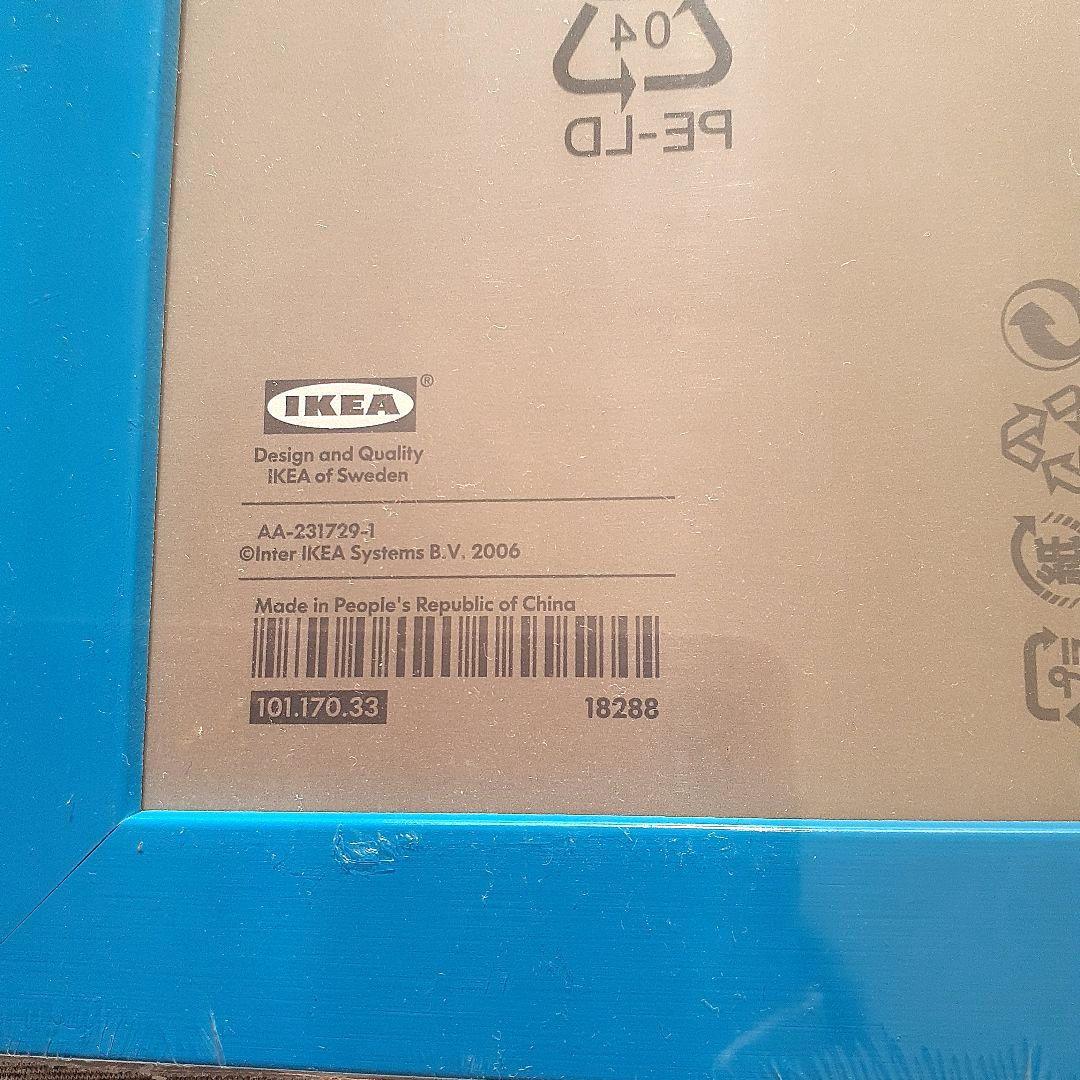 04
PE-LD
IKEA®
Design and Quality
IKEA of Sweden
AA-231729-1
©Inter IKEA Systems B.V. 2006
Made in People's Republic of China
101.170.33
18288